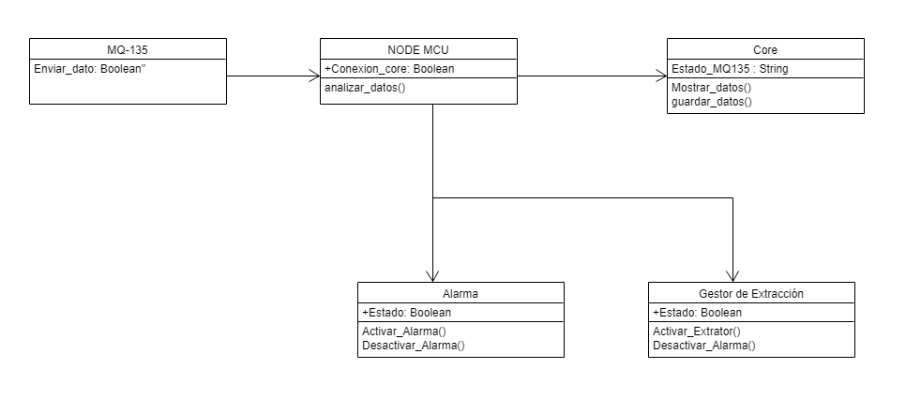 MQ-135
Enviar_dato: Boolean"
NODE MCU
+Conexion_core: Boolean
analizar_datos()
Core
Estado_MQ135 : String
Mostrar_datos()
guardar_datos()
Alarma
+Estado: Boolean
Activar_Alarma()
Desactivar_Alarma()
Gestor de Extracción
+Estado: Boolean
Activar_Extrator()
Desactivar_Alarma()